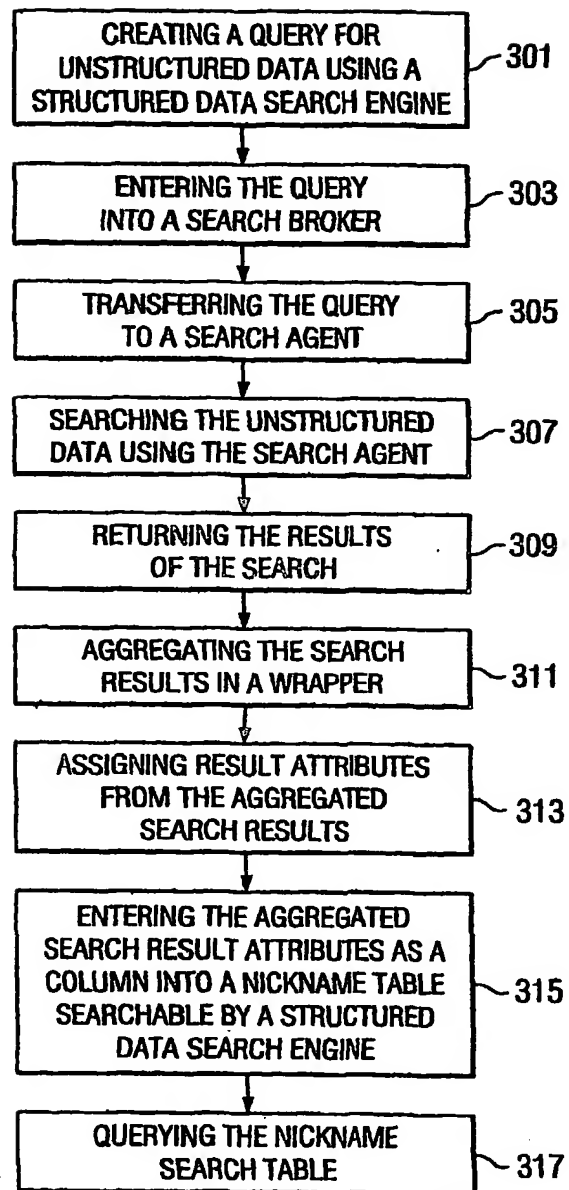 CREATING A QUERY FOR
UNSTRUCTURED DATA USING A
STRUCTURED DATA SEARCH ENGINE
301
ENTERING THE QUERY
INTO A SEARCH BROKER
303
TRANSFERRING THE QUERY
TO A SEARCH AGENT
305
SEARCHING THE UNSTRUCTURED
DATA USING THE SEARCH AGENT
307
RETURNING THE RESULTS
OF THE SEARCH
309
AGGREGATING THE SEARCH
RESULTS IN A WRAPPER
311
ASSIGNING RESULT ATTRIBUTES
FROM THE AGGREGATED
SEARCH RESULTS
313
ENTERING THE AGGREGATED
SEARCH RESULT ATTRIBUTES AS A
COLUMN INTO A NICKNAME TABLE
SEARCHABLE BY A STRUCTURED
DATA SEARCH ENGINE
315
QUERYING THE NICKNAME
SEARCH TABLE
317